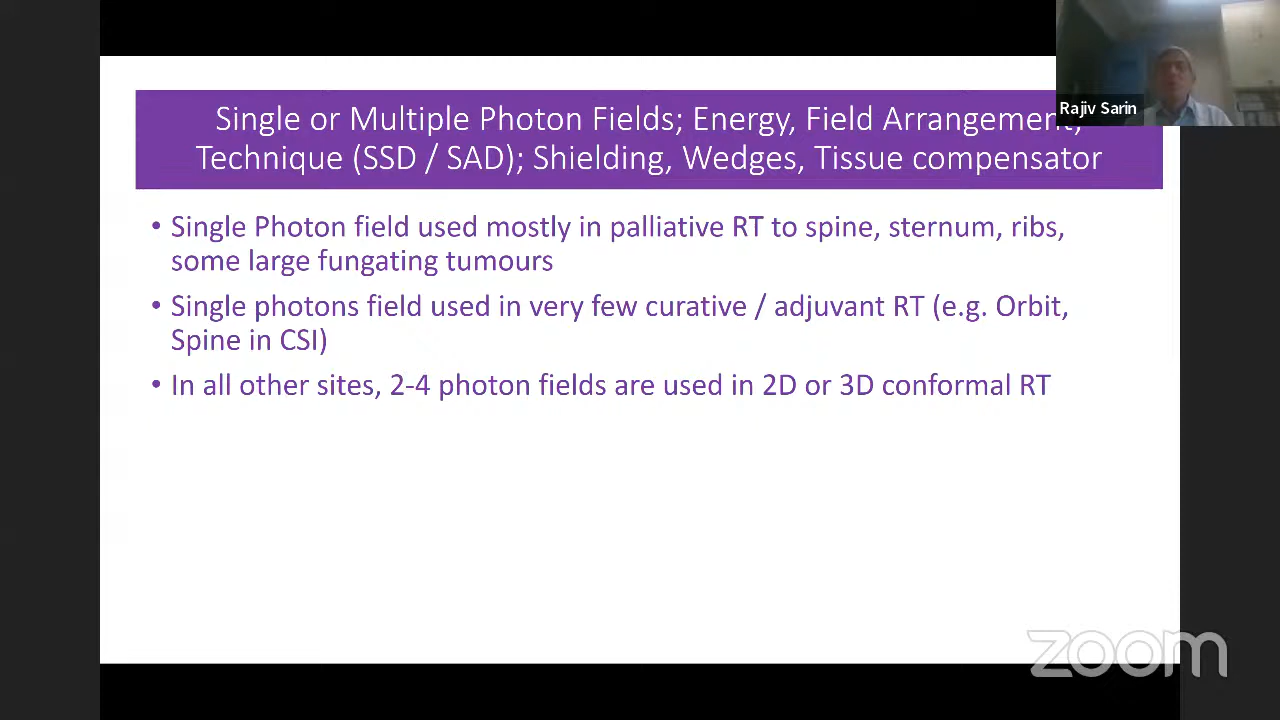 Single or Multiple Photon Fields; Energy, Field Arrangement,
Technique (SSD / SAD); Shielding, Wedges, Tissue compensator
Rajiv Sarin
• Single Photon field used mostly in palliative RT to spine, sternum, ribs,
some large fungating tumours
• Single photons field used in very few curative / adjuvant RT (e.g. Orbit,
Spine in CSI)
• In all other sites, 2-4 photon fields are used in 2D or 3D conformal RT
zoom